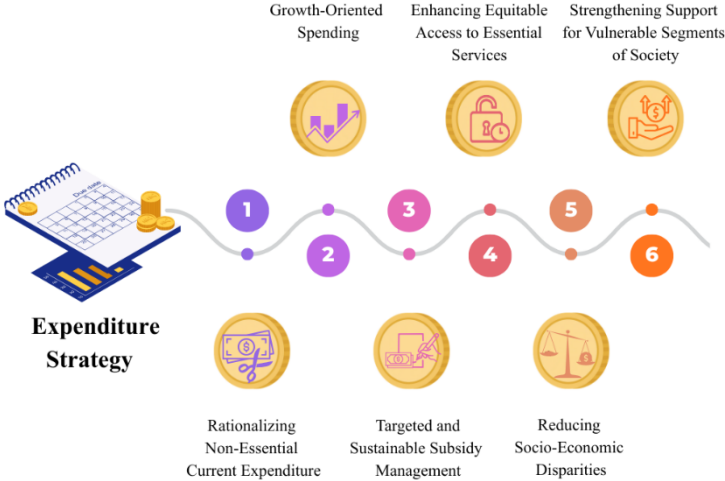 Growth-Oriented
Spending
Enhancing Equitable
Access to Essential
Services
Strengthening Support
for Vulnerable Segments
of Society
Due date
1
2
3
4
5
6
Expenditure
Strategy
Rationalizing
Non-Essential
Current Expenditure
Targeted and
Sustainable Subsidy
Management
Reducing
Socio-Economic
Disparities